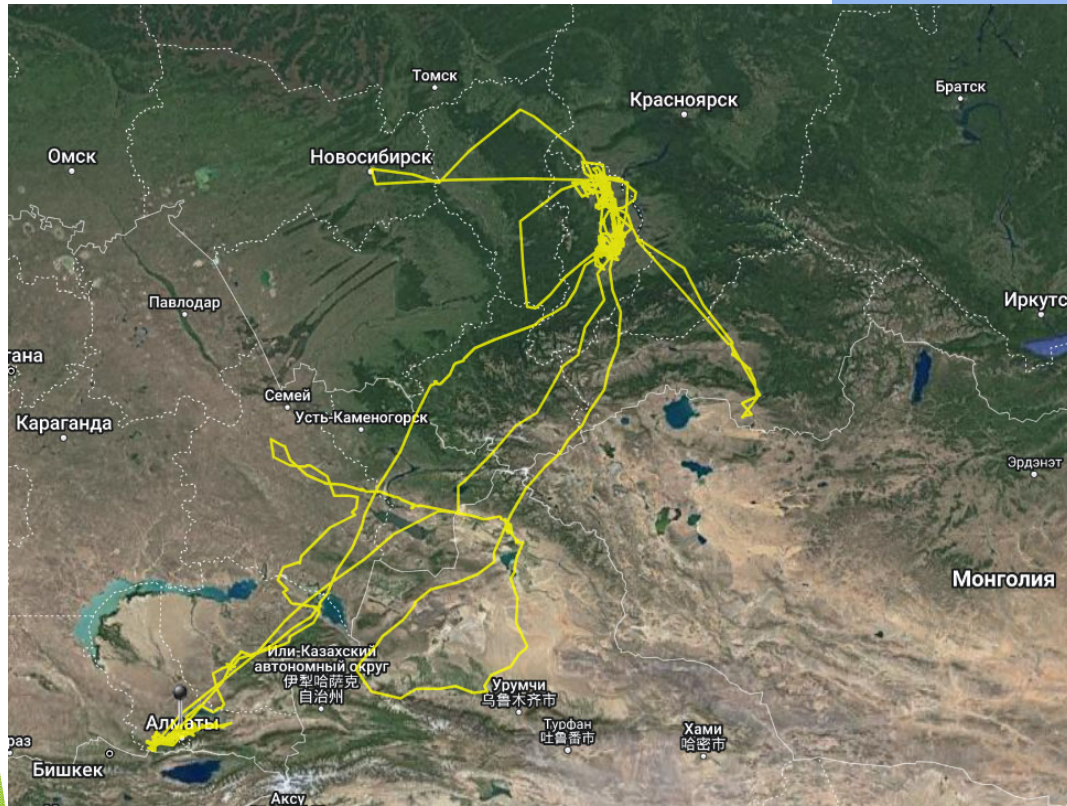 Томск
Братск
Красноярск
Омск
Новосибирск
Иркутс
Павлодар
тана
Семей
Усть-Каменогорск
Караганда
Эрдэнэт
Монголия
Или-Казахский
автономный округ
伊犁哈萨克
自治州
Урумчи
乌鲁木齐市
Алматы
Турфан
吐鲁番市
Хами
哈密市
раз
Бишкек
Аксу